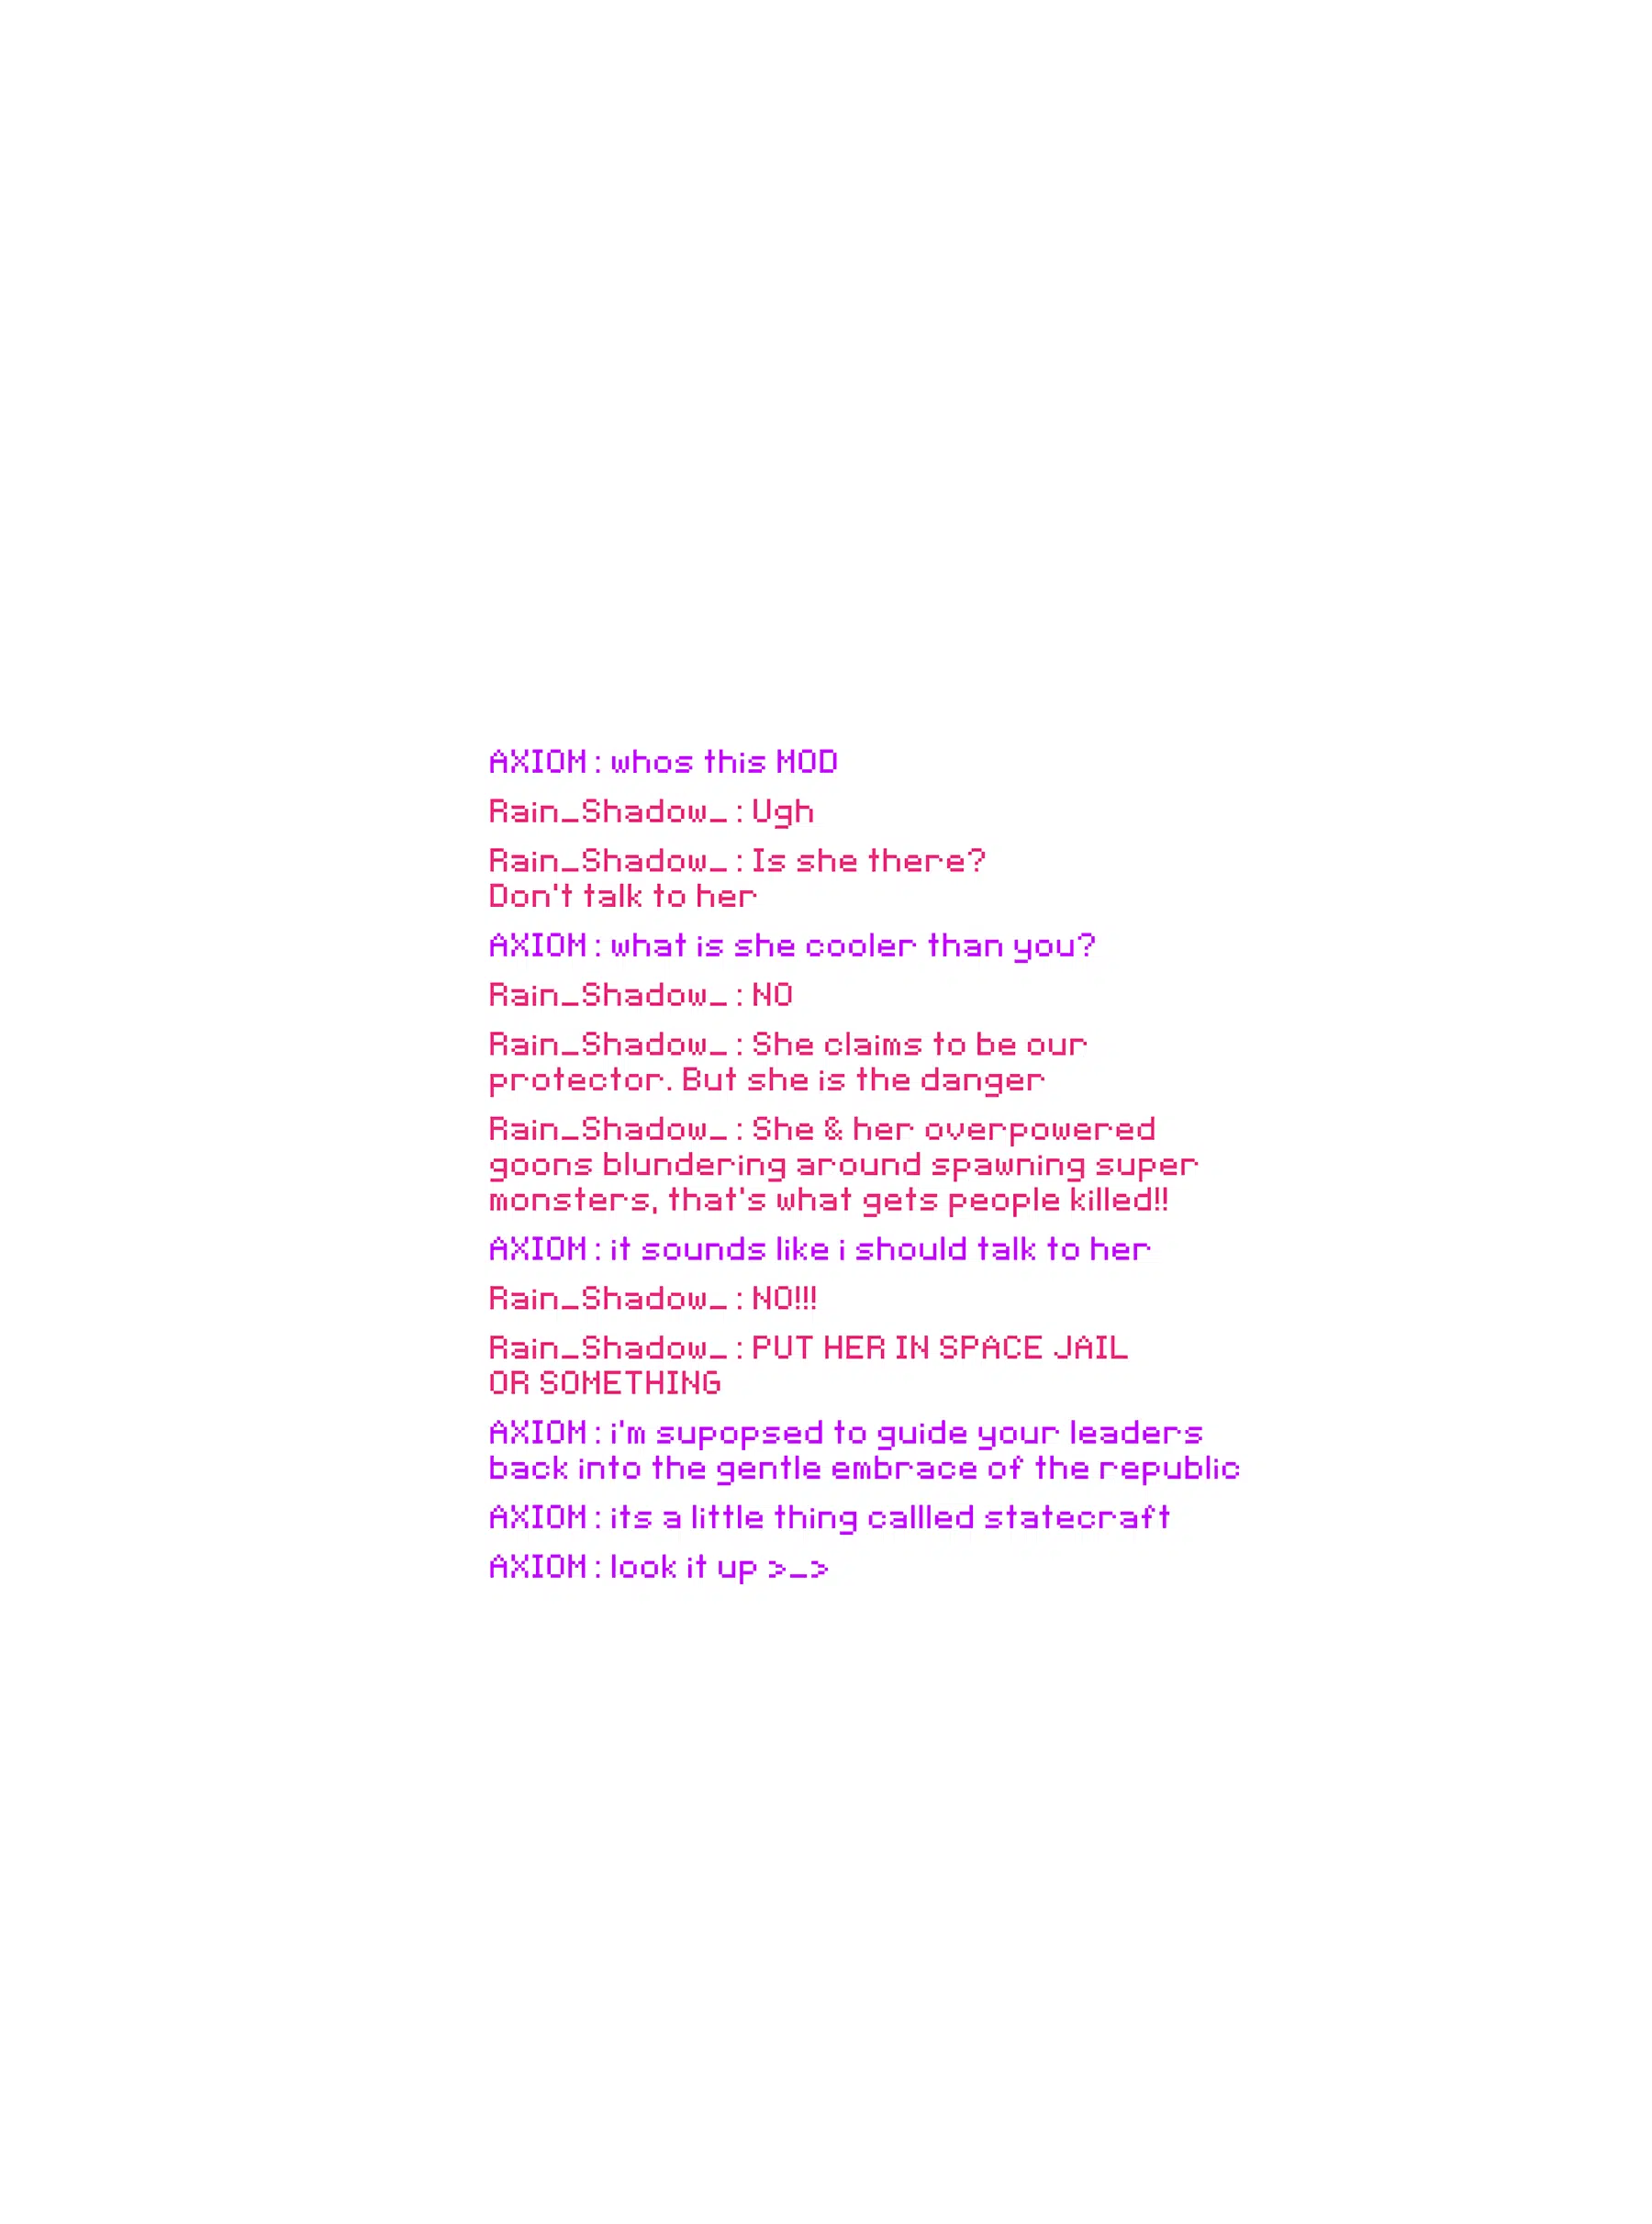 AXIOM : whos this MOD
Rain_Shadow_ : Ugh
Rain_Shadow_ : Is she there?
Don't talk to her
AXIOM : what is she cooler than you?
Rain_Shadow_ : NO
Rain_Shadow_ : She claims to be our
protector. But she is the danger
Rain_Shadow_ : She & her overpowered
goons blundering around spawning super
monsters, that's what gets people killed!!
AXIOM : it sounds like i should talk to her
Rain_Shadow_ : NO!!!
Rain_Shadow_ : PUT HER IN SPACE JAIL
OR SOMETHING
AXIOM : i'm supopsed to guide your leaders
back into the gentle embrace of the republic
AXIOM : its a little thing callled statecraft
AXIOM : look it up >_>